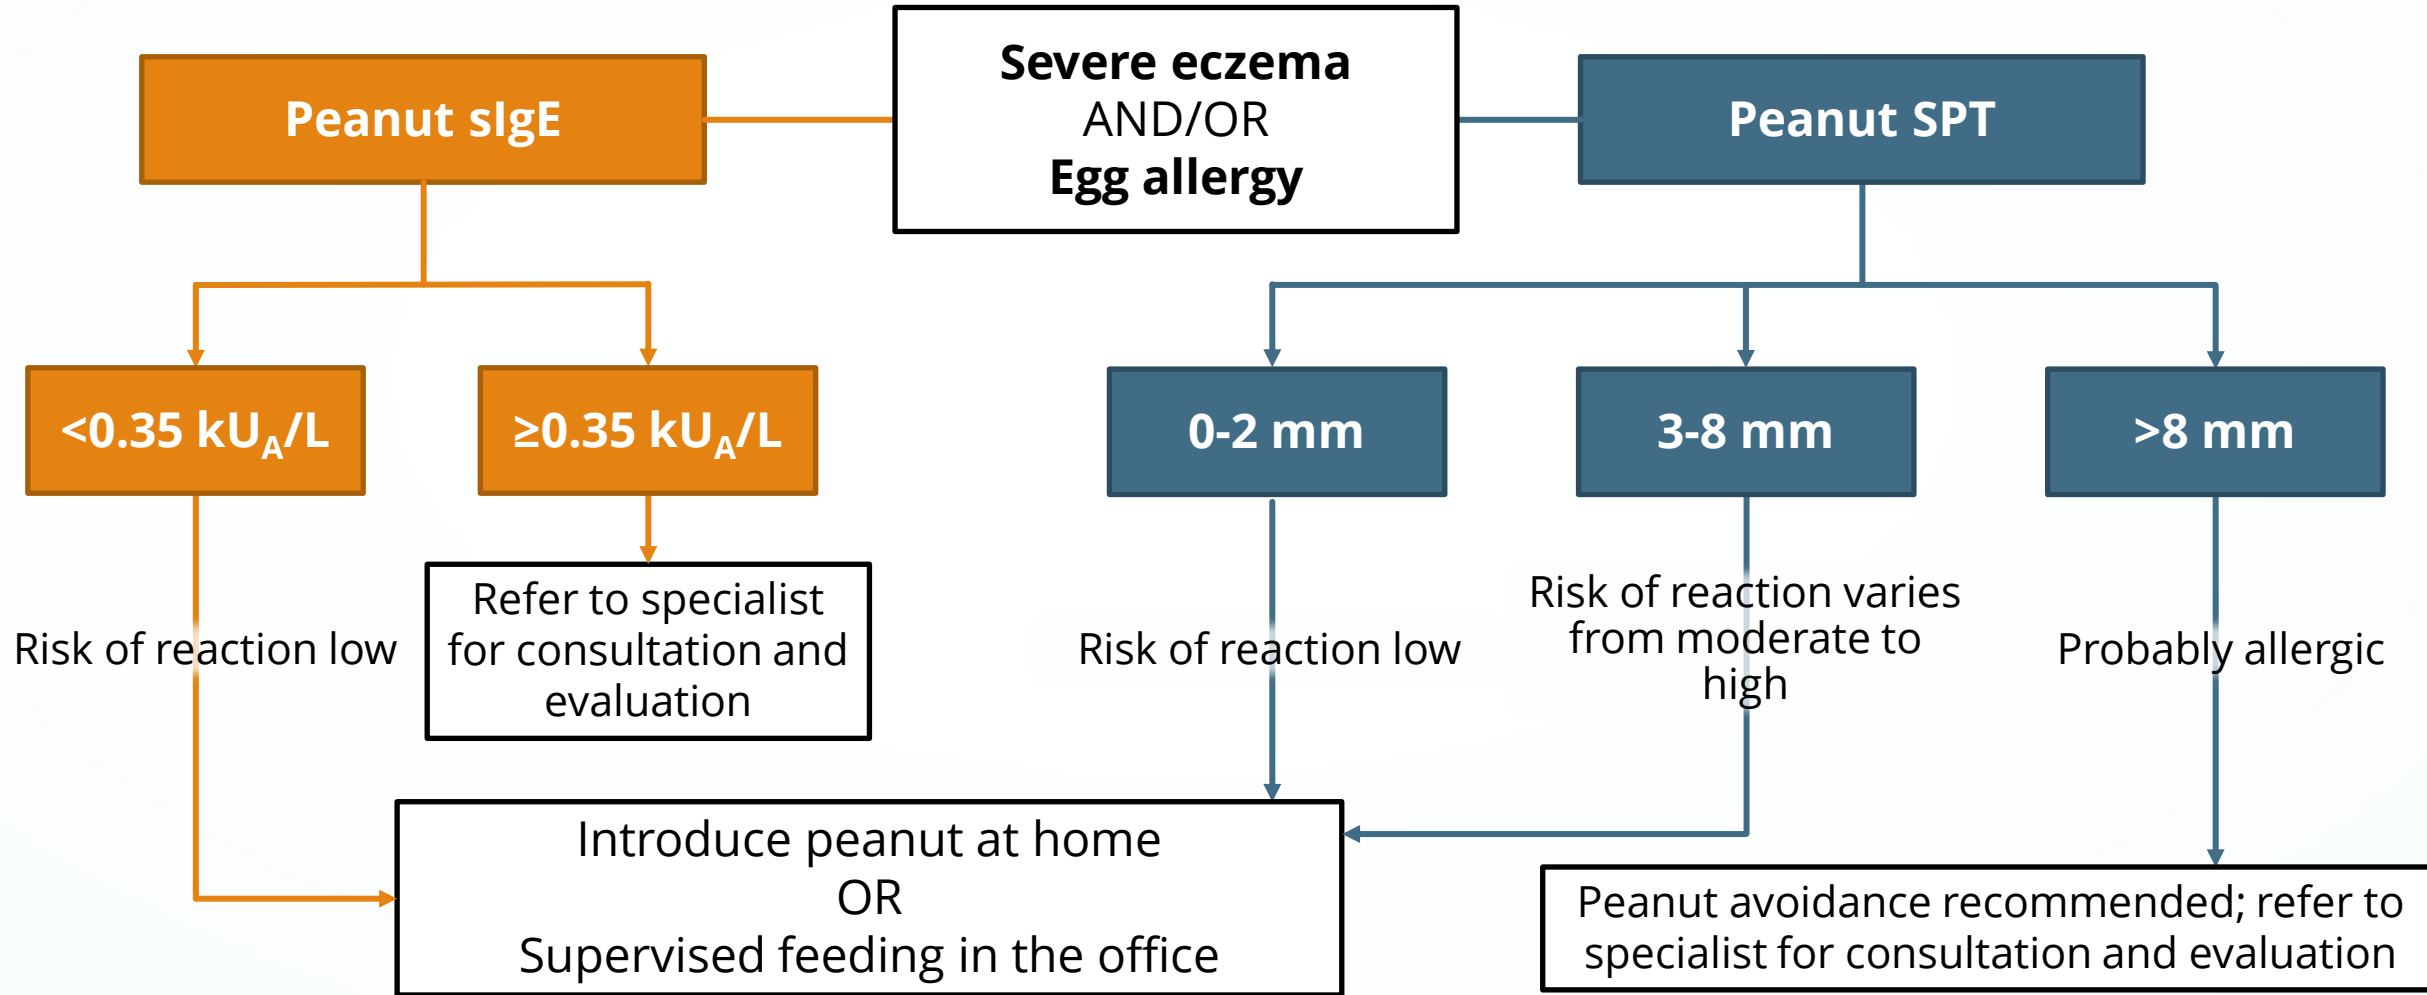 Severe eczema
AND/OR
Egg allergy
Peanut sIgE
Peanut SPT
<0.35 kU_A/L
≥0.35 kU_A/L
0-2 mm
3-8 mm
>8 mm
Risk of reaction low
Refer to specialist
for consultation and
evaluation
Risk of reaction low
Risk of reaction varies
from moderate to
high
Probably allergic
Introduce peanut at home
OR
Supervised feeding in the office
Peanut avoidance recommended; refer to
specialist for consultation and evaluation